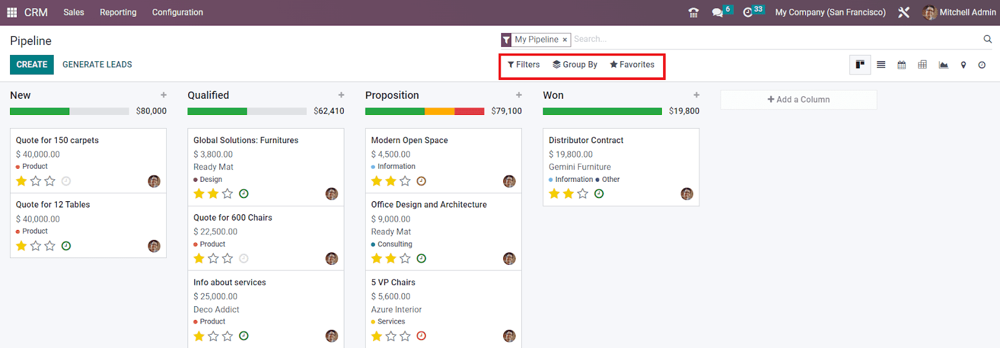 CRM Sales Reporting Configuration 6 33 My Company (San Francisco) Mitchell Admin
Pipeline
My Pipeline × Search...
CREATE GENERATE LEADS
Filters Group By Favorites
New +
$80,000
Quote for 150 carpets
$ 40,000.00
Product
Quote for 12 Tables
$ 40,000.00
Product
Qualified +
$62,410
Global Solutions: Furnitures
$ 3,800.00
Ready Mat
Design
Quote for 600 Chairs
$ 22,500.00
Product
Info about services
$ 25,000.00
Deco Addict
Product
Proposition +
$79,100
Modern Open Space
$ 4,500.00
Information
Office Design and Architecture
$ 9,000.00
Ready Mat
Consulting
5 VP Chairs
$ 5,600.00
Azure Interior
Services
Won +
$19,800
Distributor Contract
$ 19,800.00
Gemini Furniture
Information Other
+ Add a Column